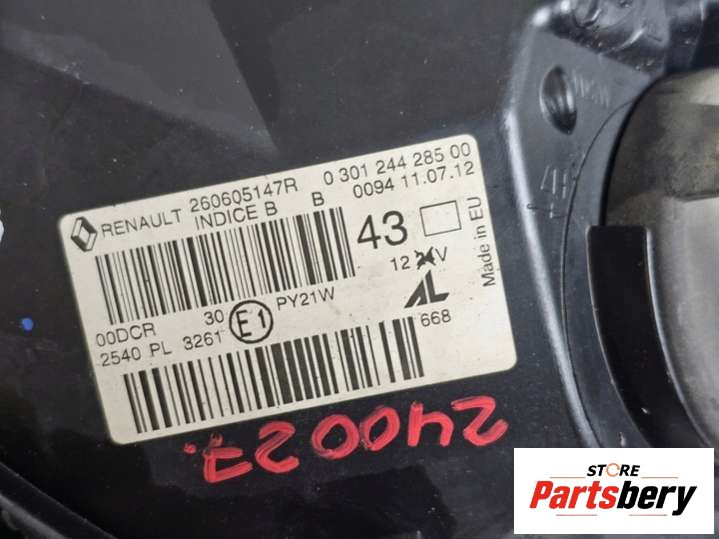 RENAULT 260605147R 0 301 244 285 00
INDICE B B 0094 11.07.12
43
12 V
Made in EU
00DCR 30 E1 PY21W AL
2540 PL 3261 668
240027.
STORE
Partsbery